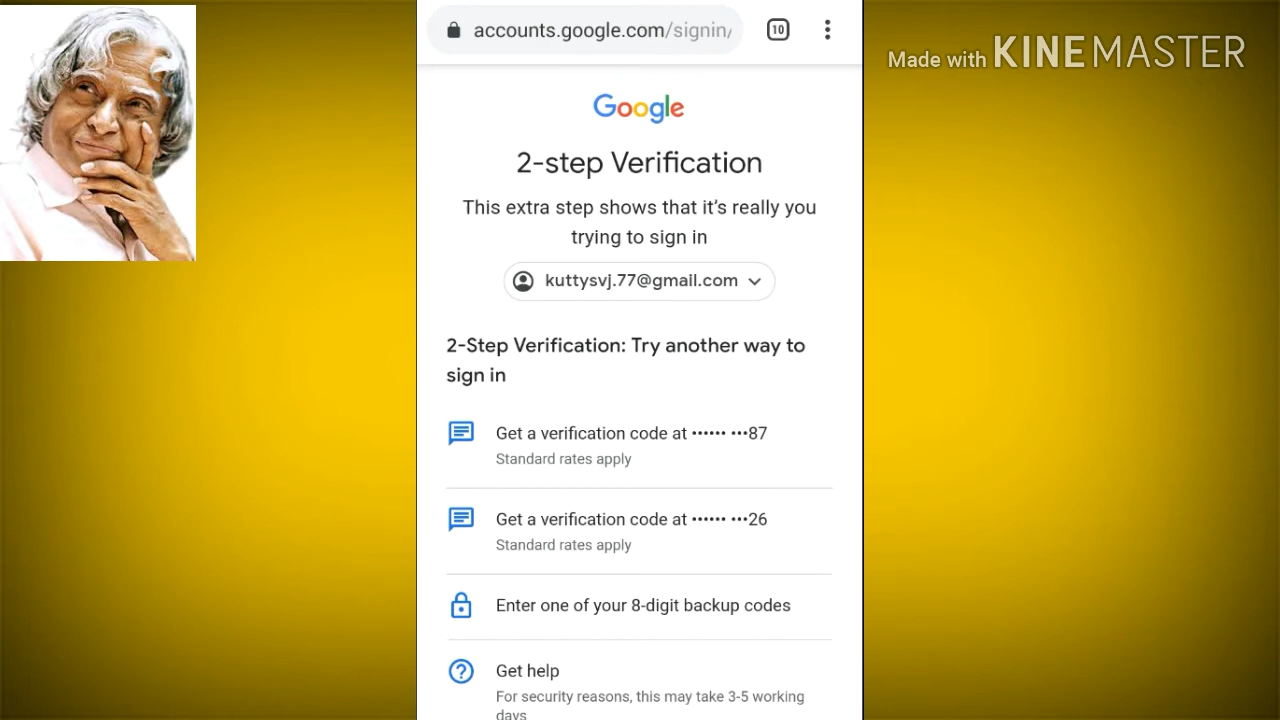 accounts.google.com/signin/
10
Made with KINEMASTER
Google
2-step Verification
This extra step shows that it's really you
trying to sign in
kuttysvj.77@gmail.com
2-Step Verification: Try another way to
sign in
Get a verification code at •••••• •••87
Standard rates apply
Get a verification code at •••••• •••26
Standard rates apply
Enter one of your 8-digit backup codes
Get help
For security reasons, this may take 3-5 working
days